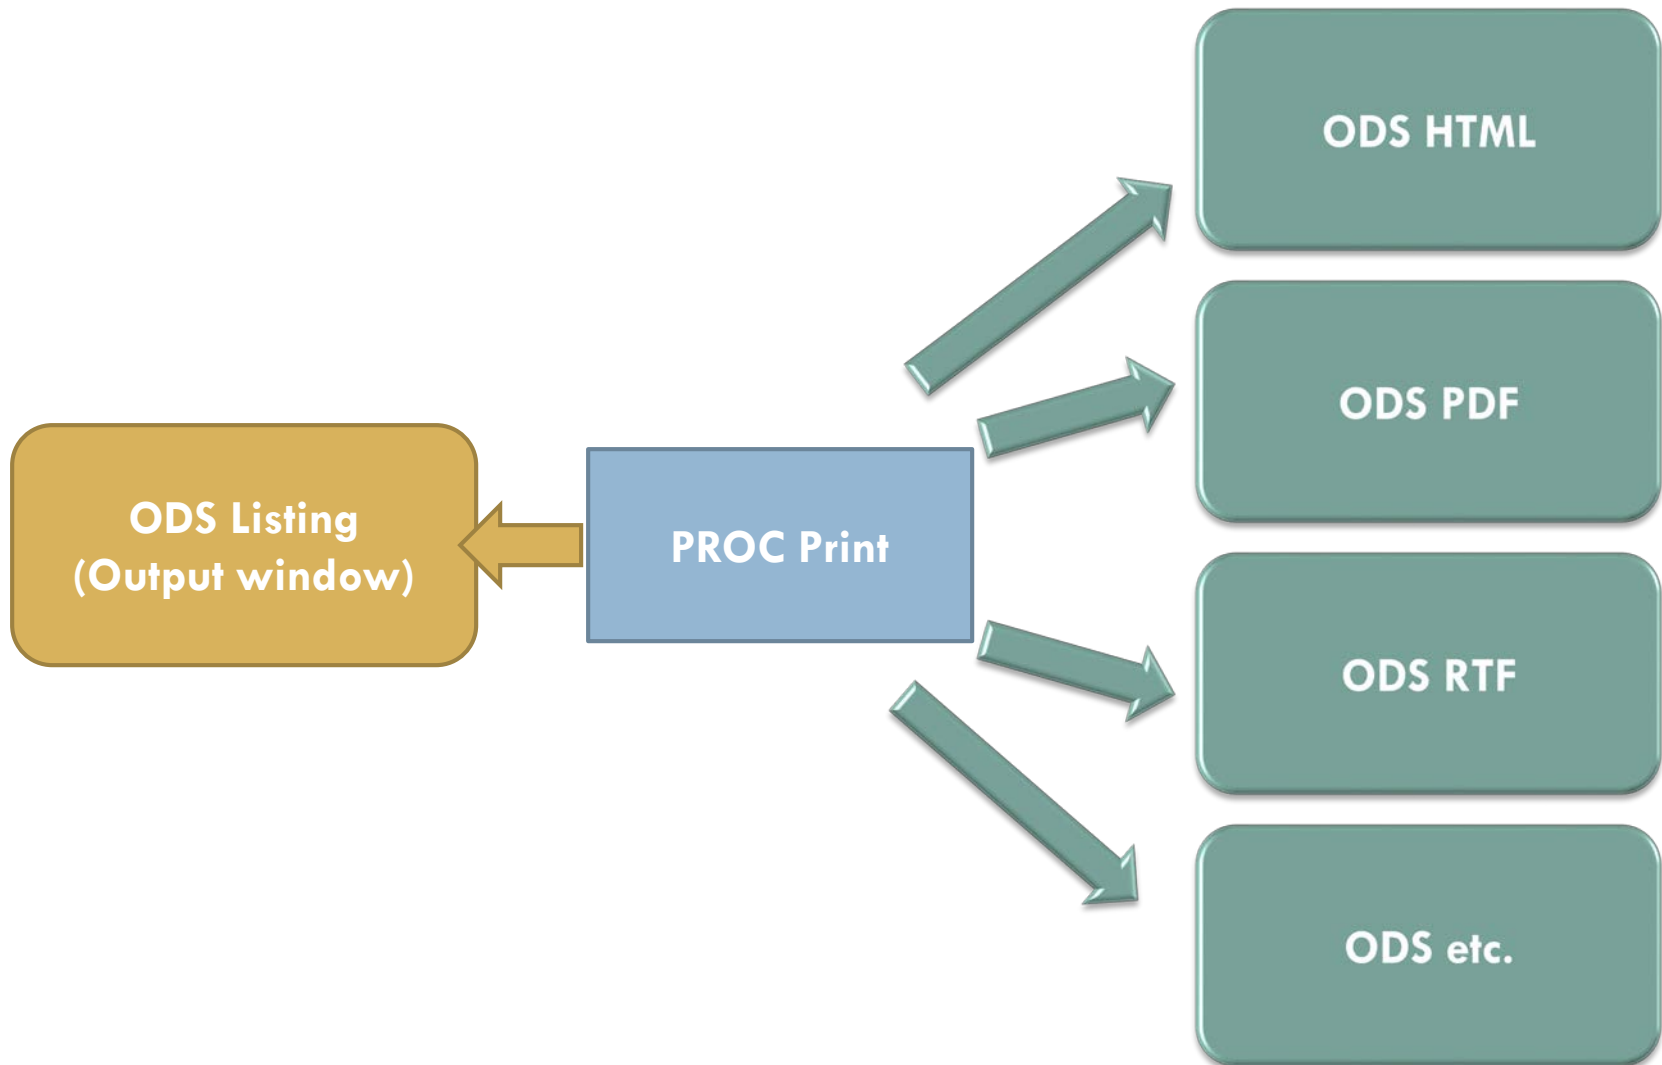 ODS Listing
(Output window)
PROC Print
ODS HTML
ODS PDF
ODS RTF
ODS etc.